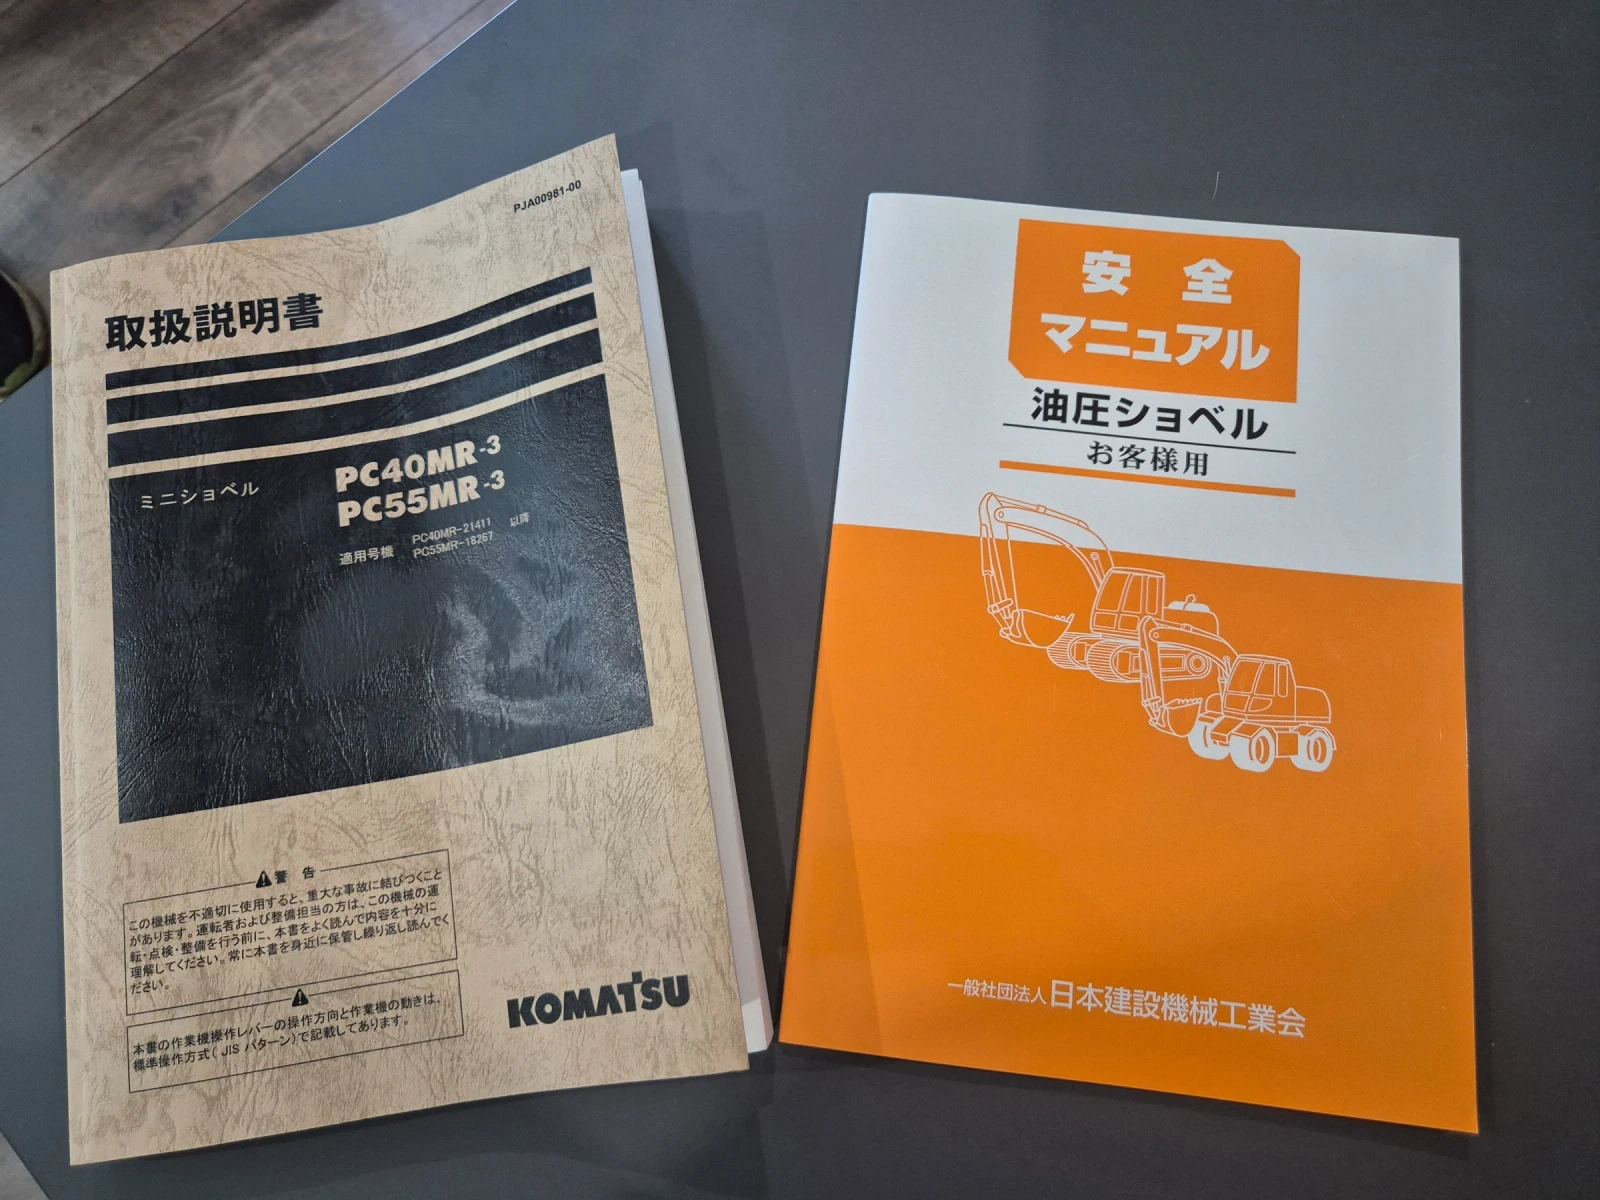 PJA00981-00
取扱説明書
ミニショベル
PC40MR-3
PC55MR-3
適用号機
PC40MR-21411
PC55MR-18267
以降
警告
この機械を不適切に使用すると、重大な事故に結びつくこと
があります。運転者および整備担当の方は、この機械の運
転・点検・整備を行う前に、本書をよく読んで内容を十分に
理解してください。常に本書を身近に保管し繰り返し読んでく
ださい。
本書の作業機操作レバーの操作方向と作業機の動きは、
標準操作方式( JIS パターン)で記載してあります。
KOMATSU
安全
マニュアル
油圧ショベル
お客様用
一般社団法人日本建設機械工業会